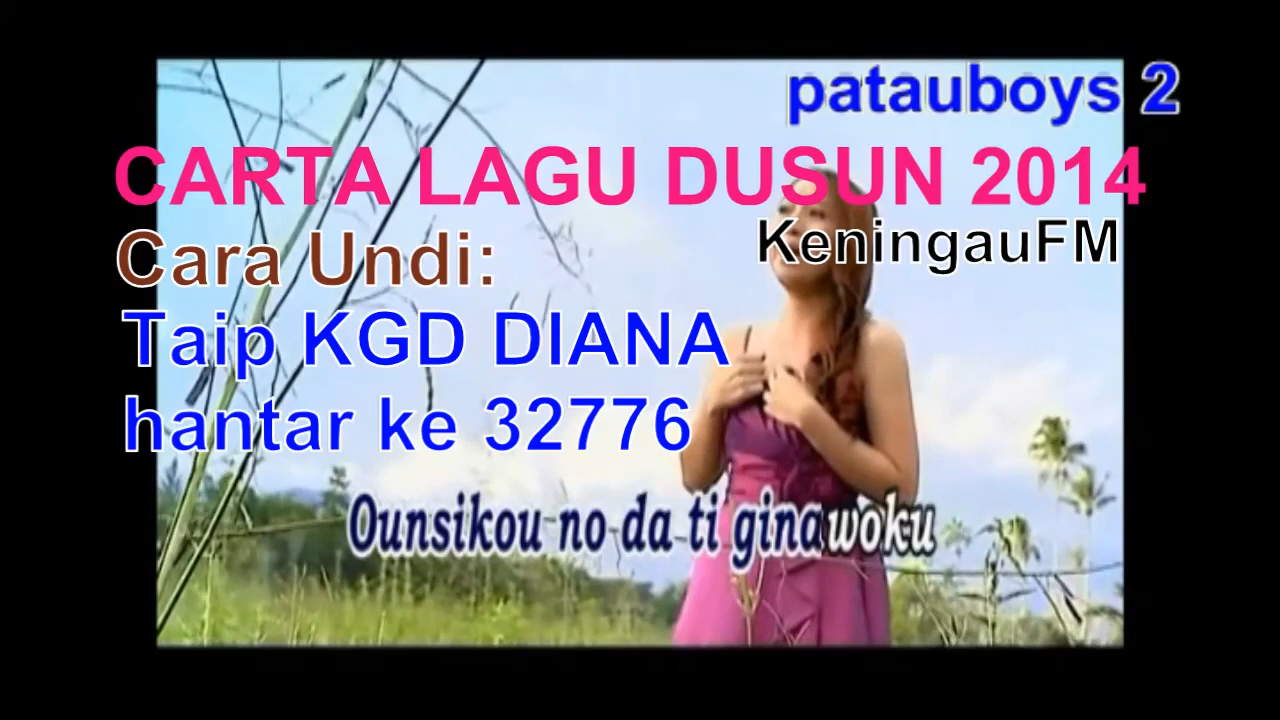 patauboys 2
CARTA LAGU DUSUN 2014
KeningauFM
Cara Undi:
Taip KGD DIANA
hantar ke 32776
Ounsikou no da ti ginawoku